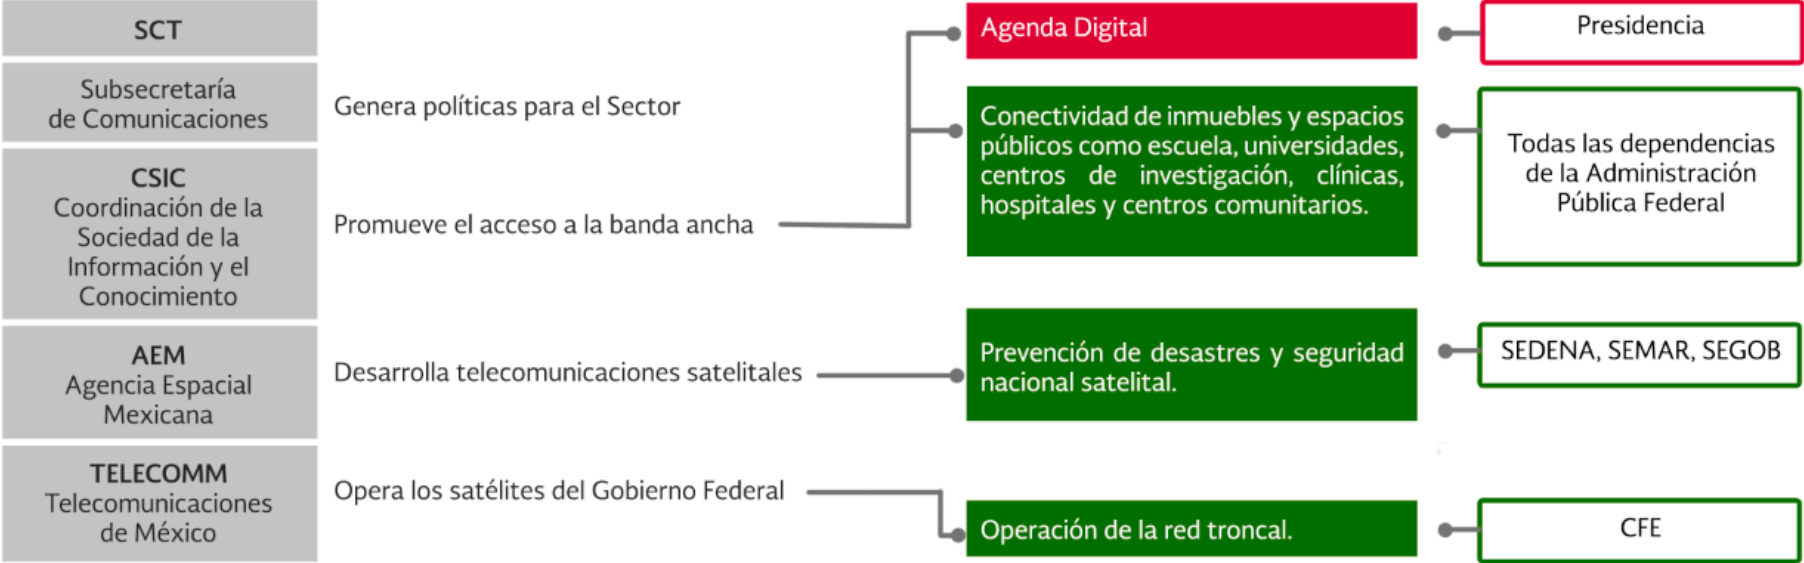 SCT
Subsecretaría
de Comunicaciones
Genera políticas para el Sector
CSIC
Coordinación de la
Sociedad de la
Información y el
Conocimiento
Promueve el acceso a la banda ancha
Agenda Digital
Presidencia
Conectividad de inmuebles y espacios
públicos como escuela, universidades,
centros de investigación, clínicas,
hospitales y centros comunitarios.
Todas las dependencias
de la Administración
Pública Federal
AEM
Agencia Espacial
Mexicana
Desarrolla telecomunicaciones satelitales
Prevención de desastres y seguridad
nacional satelital.
SEDENA, SEMAR, SEGOB
TELECOMM
Telecomunicaciones
de México
Opera los satélites del Gobierno Federal
Operación de la red troncal.
CFE